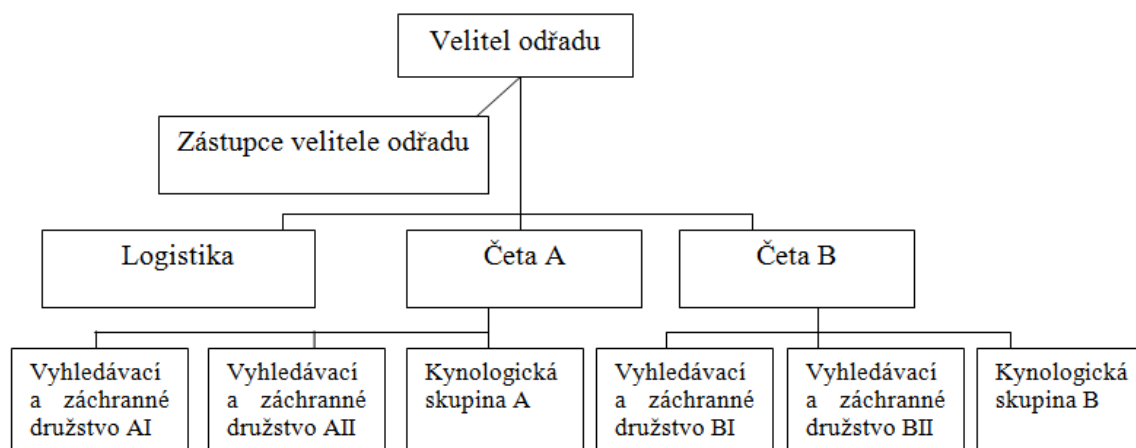 Velitel odřadu
Zástupce velitele odřadu
Logistika
Četa A
Četa B
Vyhledávací
a záchranné
družstvo AI
Vyhledávací
a záchranné
družstvo AII
Kynologická
skupina A
Vyhledávací
a záchranné
družstvo BI
Vyhledávací
a záchranné
družstvo BII
Kynologická
skupina B